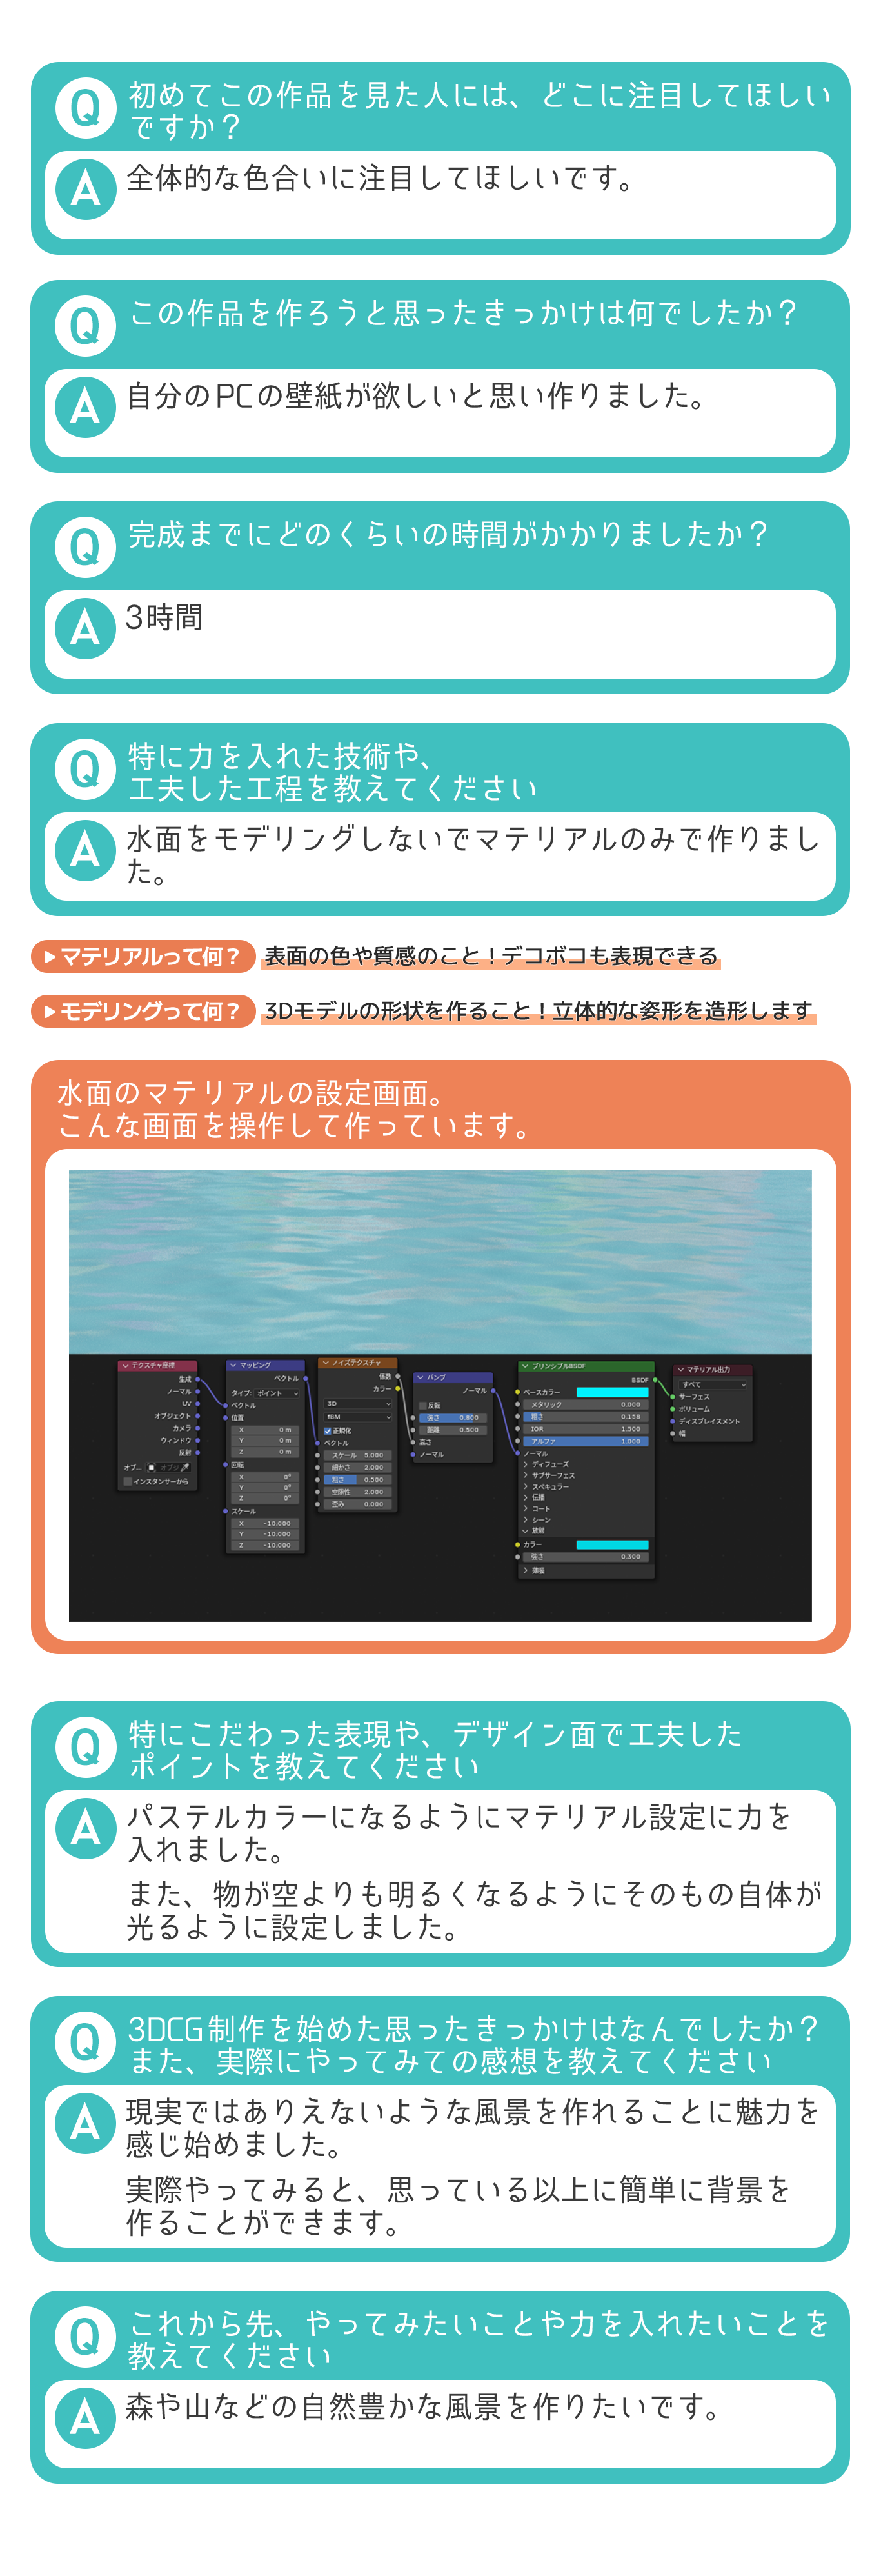 Q 初めてこの作品を見た人には、どこに注目してほしい
ですか？
A 全体的な色合いに注目してほしいです。
Q この作品を作ろうと思ったきっかけは何でしたか？
A 自分のPCの壁紙が欲しいと思い作りました。
Q 完成までにどのくらいの時間がかかりましたか？
A 3時間
Q 特に力を入れた技術や、
工夫した工程を教えてください
A 水面をモデリングしないでマテリアルのみで作りまし
た。
マテリアルって何？ 表面の色や質感のこと！デコボコも表現できる
モデリングって何？ 3Dモデルの形状を作ること！立体的な姿形を造形します
水面のマテリアルの設定画面。
こんな画面を操作して作っています。
テクスチャ座標
生成
ノーマル
UV
オブジェクト
カメラ
ウィンドウ
反射
オブ...
インスタンサーから
マッピング
ベクトル
タイプ: ポイント
ベクトル
位置
X 0 m
Y 0 m
Z 0 m
回転
X 0°
Y 0°
Z 0°
スケール
X -10.000
Y -10.000
Z -10.000
ノイズテクスチャ
係数
カラー
3D
fBM
正規化
ベクトル
スケール 5.000
細かさ 2.000
粗さ 0.500
空隙性 2.000
歪み 0.000
バンプ
ノーマル
反転
強さ 0.800
距離 0.500
高さ
ノーマル
プリンシプルBSDF
BSDF
ベースカラー
メタリック 0.000
粗さ 0.158
IOR 1.500
アルファ 1.000
ノーマル
ディフューズ
サブサーフェス
スペキュラー
伝播
コート
シーン
放射
カラー
強さ 0.300
薄膜
マテリアル出力
すべて
サーフェス
ボリューム
ディスプレイスメント
幅
Q 特にこだわった表現や、デザイン面で工夫した
ポイントを教えてください
A パステルカラーになるようにマテリアル設定に力を
入れました。
また、物が空よりも明るくなるようにそのもの自体が
光るように設定しました。
Q 3DCG制作を始めた思ったきっかけはなんでしたか？
また、実際にやってみての感想を教えてください
A 現実ではありえないような風景を作れることに魅力を
感じ始めました。
実際やってみると、思っている以上に簡単に背景を
作ることができます。
Q これから先、やってみたいことや力を入れたいことを
教えてください
A 森や山などの自然豊かな風景を作りたいです。